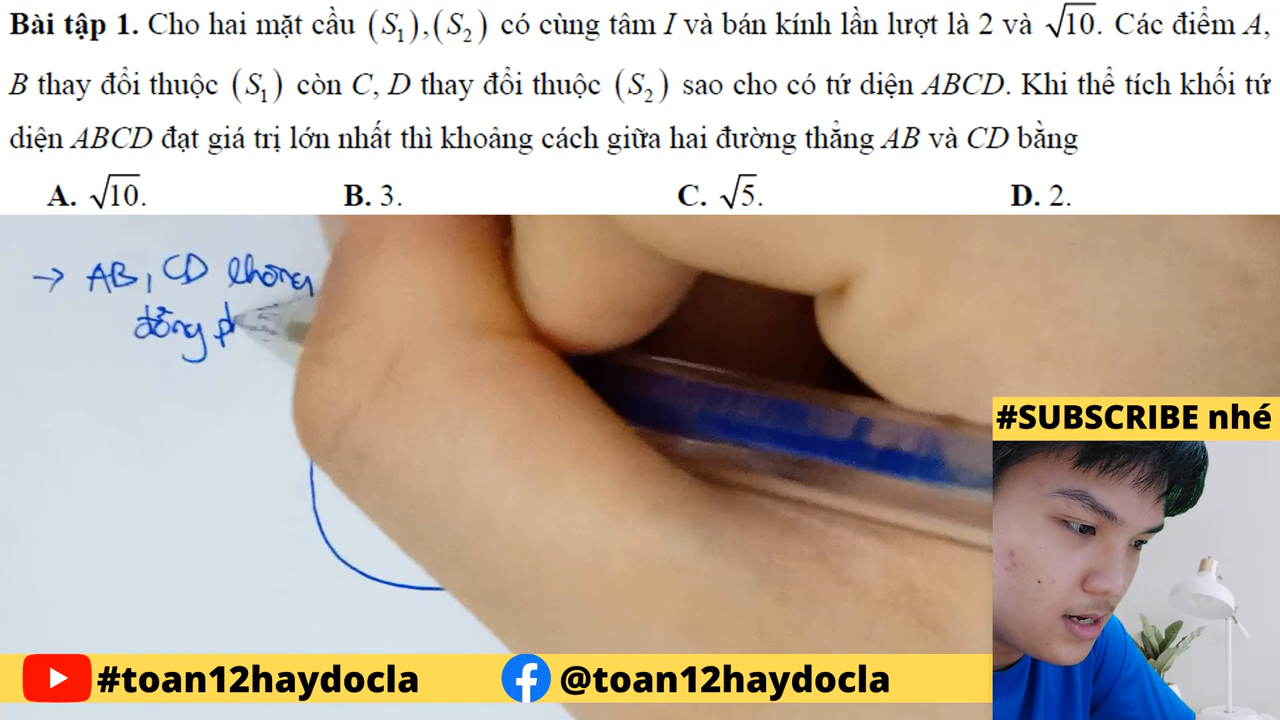 Bài tập 1. Cho hai mặt cầu (S₁),(S₂) có cùng tâm I và bán kính lần lượt là 2 và √10. Các điểm A,
B thay đổi thuộc (S₁) còn C, D thay đổi thuộc (S₂) sao cho có tứ diện ABCD. Khi thể tích khối tứ
diện ABCD đạt giá trị lớn nhất thì khoảng cách giữa hai đường thẳng AB và CD bằng
A. √10. B. 3. C. √5. D. 2.
→ AB, CD không
đồng
#SUBSCRIBE nhé
#toan12haydocla @toan12haydocla